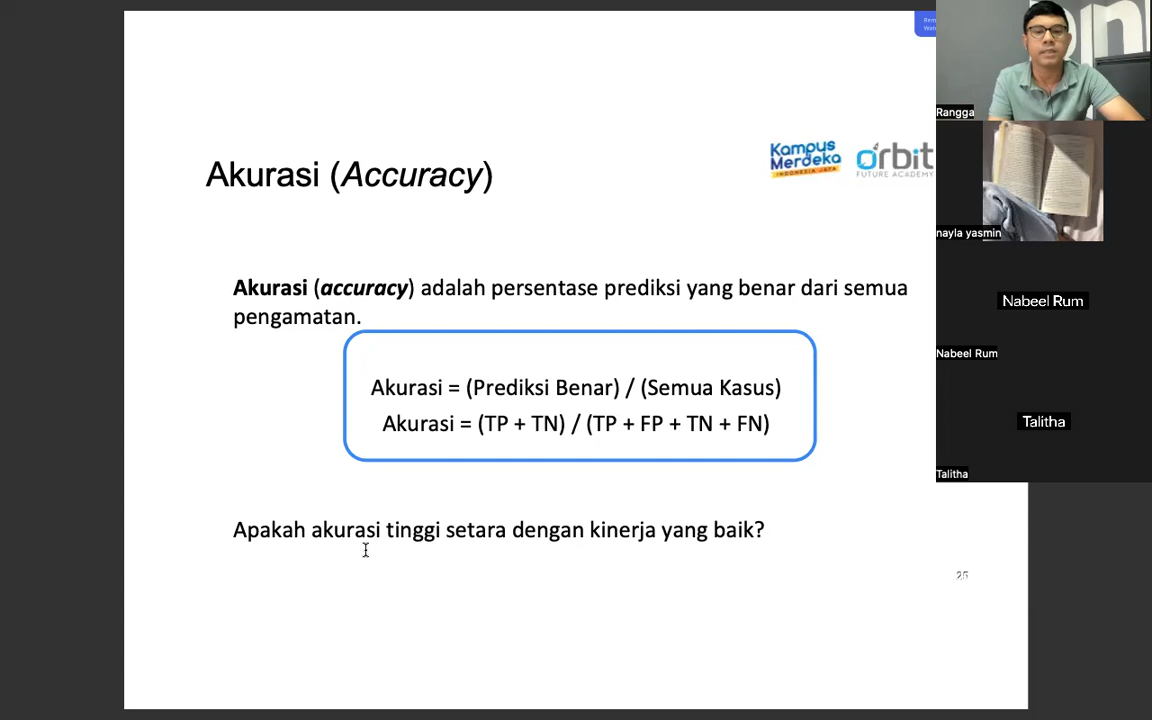 Akurasi (Accuracy)
Kampus
Merdeka
INDONESIA JAYA
orbit
FUTURE ACADEMY
Akurasi (accuracy) adalah persentase prediksi yang benar dari semua
pengamatan.
Akurasi = (Prediksi Benar) / (Semua Kasus)
Akurasi = (TP + TN) / (TP + FP + TN + FN)
Apakah akurasi tinggi setara dengan kinerja yang baik?
Rangga
nayla yasmin
Nabeel Rum
Nabeel Rum
Talitha
Talitha